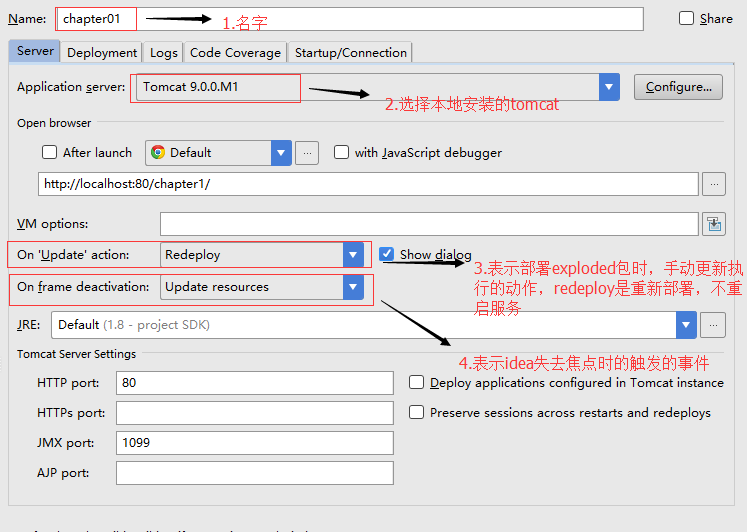 Name: chapter01 1.名字 Share
Server Deployment Logs Code Coverage Startup/Connection
Application server: Tomcat 9.0.0.M1 Configure...
2.选择本地安装的tomcat
Open browser
After launch Default ... with JavaScript debugger
http://localhost:80/chapter1/ ...
VM options:
On 'Update' action: Redeploy Show dialog
3.表示部署exploded包时，手动更新执
行的动作，redeploy是重新部署，不重
启服务
On frame deactivation: Update resources
JRE: Default (1.8 - project SDK) ...
Tomcat Server Settings
4.表示idea失去焦点时的触发的事件
HTTP port: 80 Deploy applications configured in Tomcat instance
HTTPs port: Preserve sessions across restarts and redeploys
JMX port: 1099
AJP port: